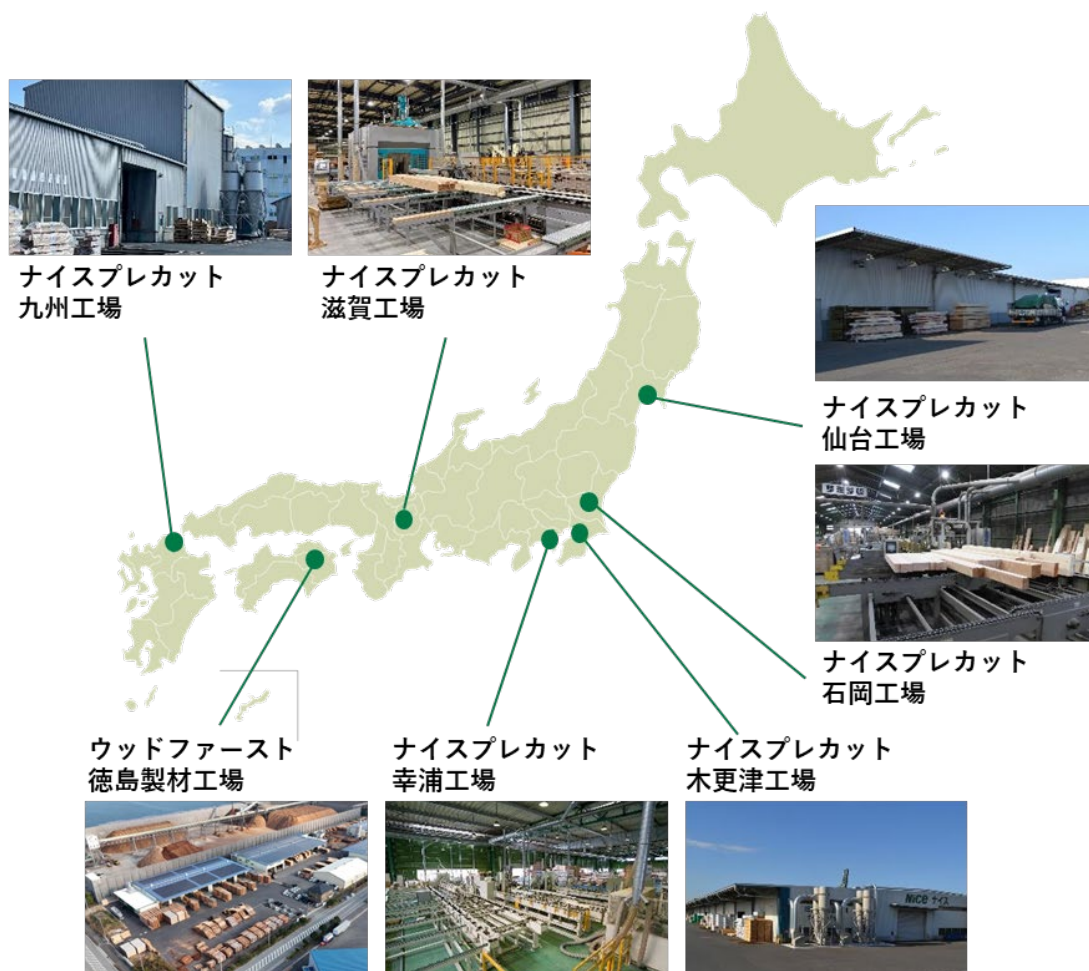 ナイスプレカット
九州工場
ナイスプレカット
滋賀工場
ナイスプレカット
仙台工場
ナイスプレカット
石岡工場
ウッドファースト
徳島製材工場
ナイスプレカット
幸浦工場
ナイスプレカット
木更津工場
Nice ナイス